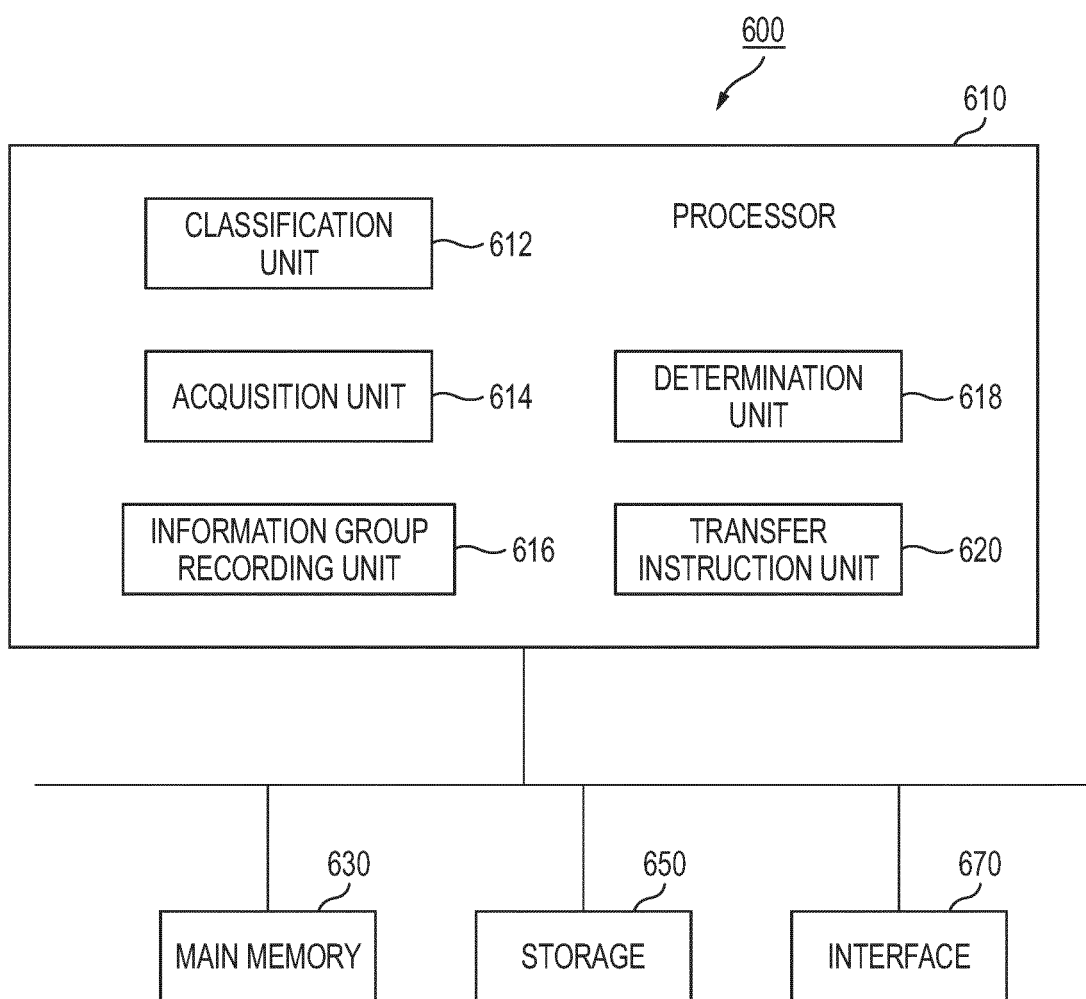 600
610
PROCESSOR
CLASSIFICATION
UNIT
612
ACQUISITION UNIT
614
DETERMINATION
UNIT
618
INFORMATION GROUP
RECORDING UNIT
616
TRANSFER
INSTRUCTION UNIT
620
630
650
670
MAIN MEMORY
STORAGE
INTERFACE